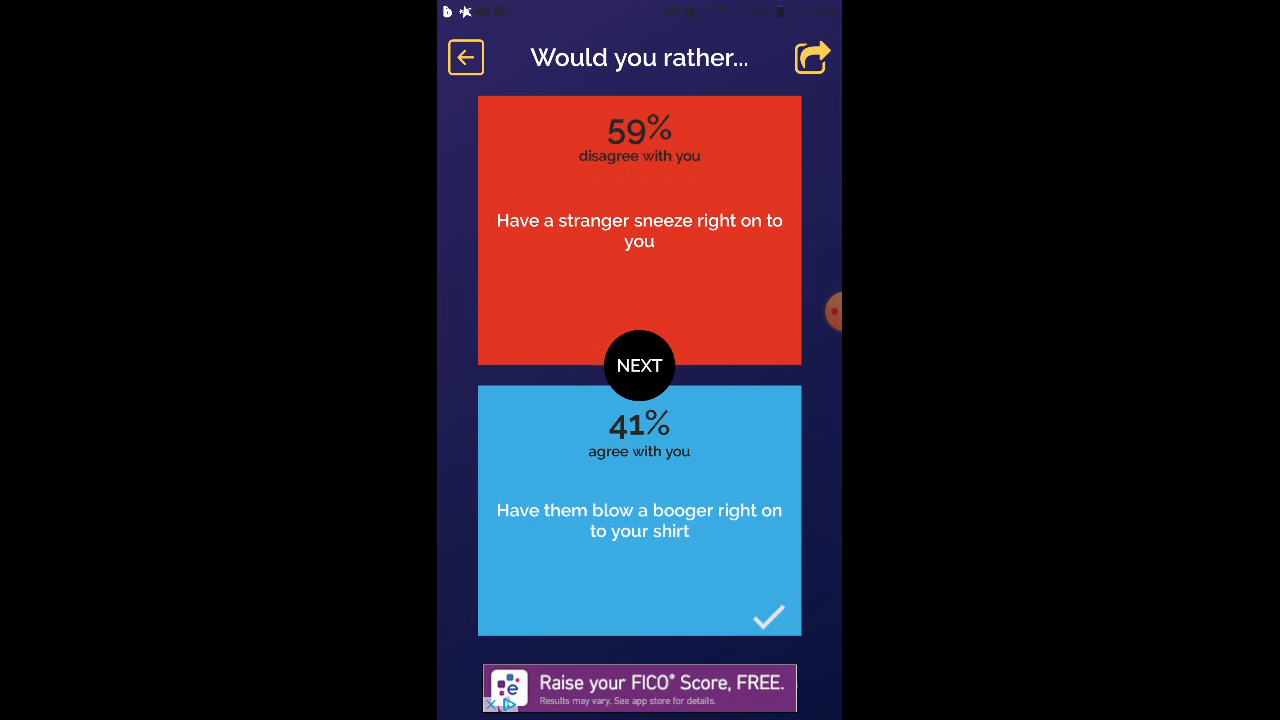 Would you rather...
59%
disagree with you
Have a stranger sneeze right on to
you
NEXT
41%
agree with you
Have them blow a booger right on
to your shirt
e
Raise your FICO® Score, FREE.
Results may vary. See app store for details.